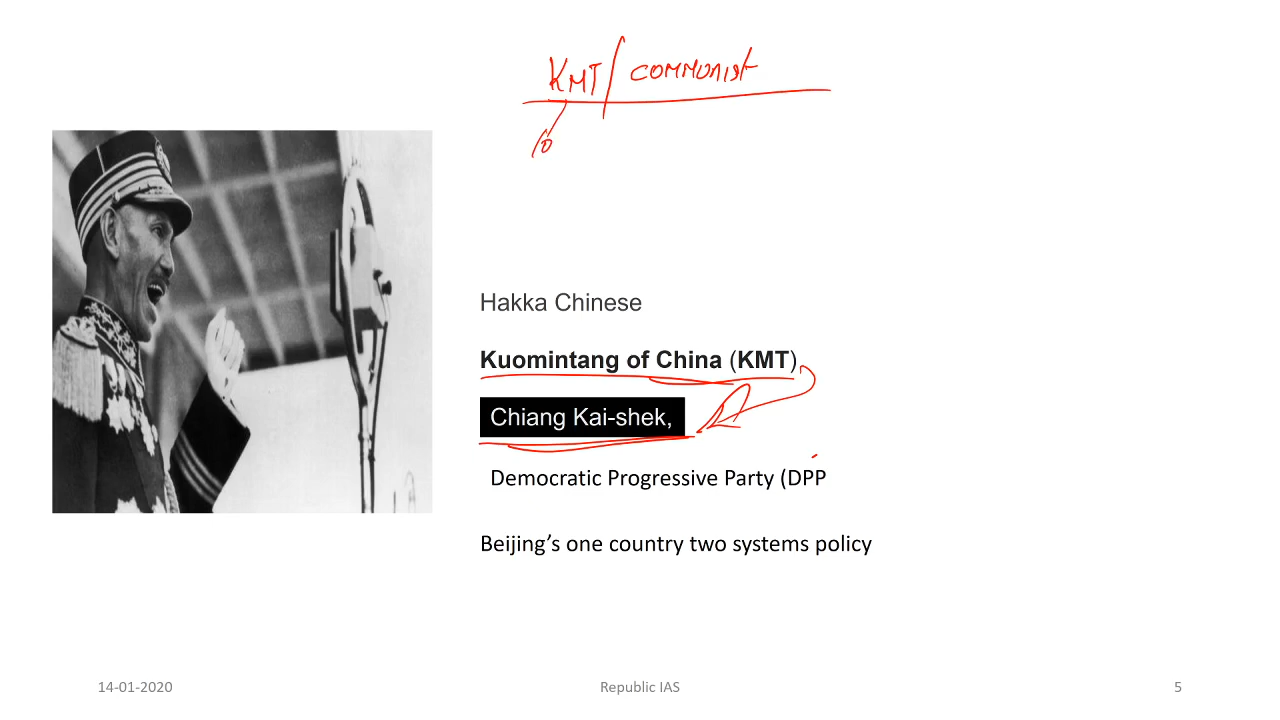 KMT/COMMUNIST
Hakka Chinese
Kuomintang of China (KMT),
Chiang Kai-shek,
Democratic Progressive Party (DPP
Beijing’s one country two systems policy
14-01-2020
Republic IAS
5